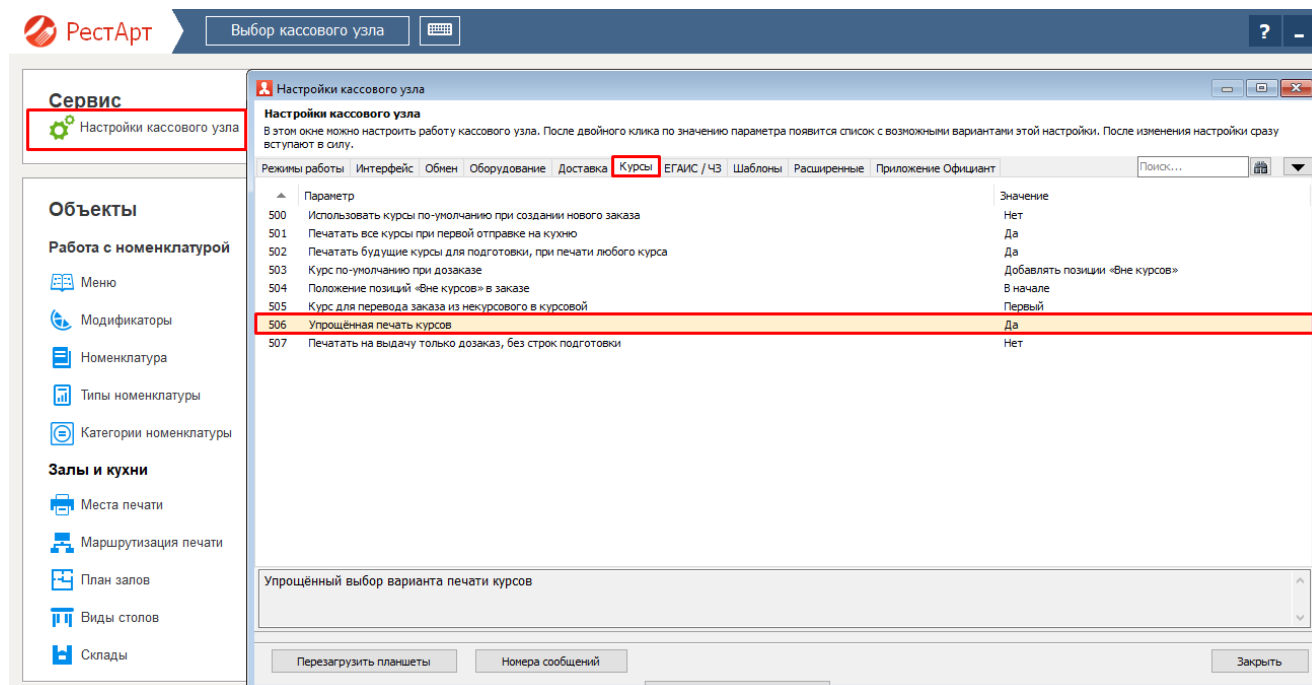 РестАрт
Выбор кассового узла
?
Сервис
Настройки кассового узла
Объекты
Работа с номенклатурой
Меню
Модификаторы
Номенклатура
Типы номенклатуры
Категории номенклатуры
Залы и кухни
Места печати
Маршрутизация печати
План залов
Виды столов
Склады
Настройки кассового узла
Настройки кассового узла
В этом окне можно настроить работу кассового узла. После двойного клика по значению параметра появится список с возможными вариантами этой настройки. После изменения настройки сразу
вступают в силу.
Режимы работы Интерфейс Обмен Оборудование Доставка Курсы ЕГАИС / ЧЗ Шаблоны Расширенные Приложение Официант Поиск...
Параметр Значение
500 Использовать курсы по-умолчанию при создании нового заказа Нет
501 Печатать все курсы при первой отправке на кухню Да
502 Печатать будущие курсы для подготовки, при печати любого курса Да
503 Курс по-умолчанию при дозаказе Добавлять позиции «Вне курсов»
504 Положение позиций «Вне курсов» в заказе В начале
505 Курс для перевода заказа из некурсового в курсовой Первый
506 Упрощённая печать курсов Да
507 Печатать на выдачу только дозаказ, без строк подготовки Нет
Упрощённый выбор варианта печати курсов
Перезагрузить планшеты Номера сообщений Закрыть